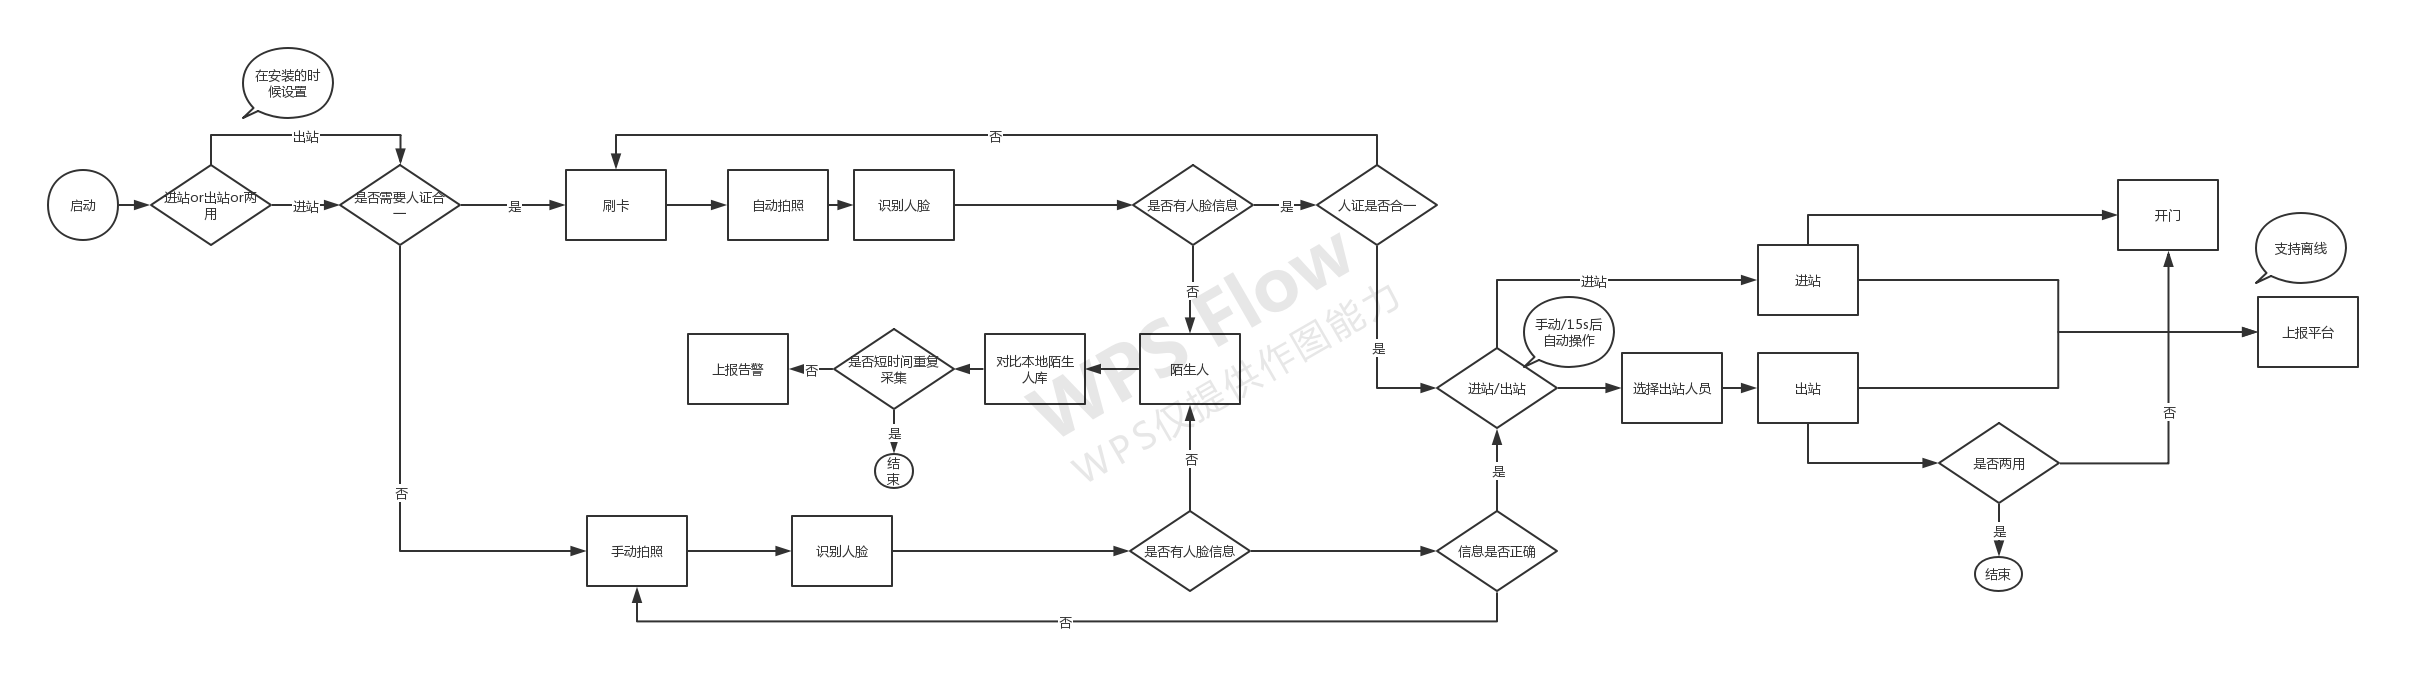 在安装的时
候设置
出站
否
启动
进站or出站or两
用
进站
是否需要人证合
一
是
刷卡
自动拍照
识别人脸
是否有人脸信息
是
人证是否合一
开门
支持离线
进站
进站
否
手动/15s后
自动操作
上报平台
是
上报告警
否
是否短时间重复
采集
对比本地陌生
人库
陌生人
进站/出站
选择出站人员
出站
否
是
结
束
否
是
是否两用
否
是
结束
手动拍照
识别人脸
是否有人脸信息
信息是否正确
否
WPS Flow
WPS仅提供作图能力